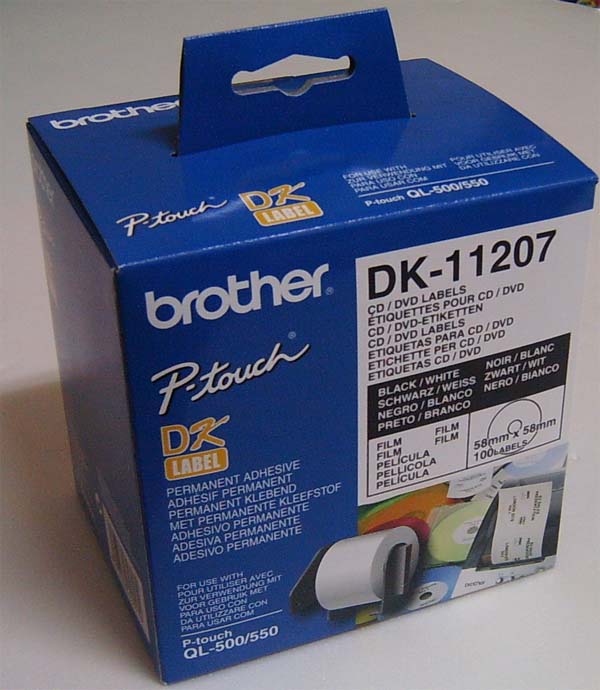 brother
P-touch
DK
LABEL
FOR USE WITH
ZUR VERWENDUNG MIT
PARA USO CON
PARA USAR COM
POUR UTILISER AVEC
VOOR GEBRUIK MET
DA UTILIZZARE CON
P-touch QL-500/550
brother
P-touch
DK
LABEL
PERMANENT ADHESIVE
ADHÉSIF PERMANENT
PERMANENT KLEBEND
MET PERMANENTE KLEEFSTOF
ADHESIVO PERMANENTE
ADESIVA PERMANENTE
ADESIVO PERMANENTE
FOR USE WITH
POUR UTILISER AVEC
ZUR VERWENDUNG MIT
VOOR GEBRUIK MET
PARA USO CON
DA UTILIZZARE CON
PARA USAR COM
P-touch
QL-500/550
DK-11207
CD / DVD LABELS
ETIQUETTES POUR CD / DVD
CD / DVD-ETIKETTEN
CD / DVD LABELS
ETIQUETAS PARA CD / DVD
ETICHETTE PER CD / DVD
ETIQUETAS CD / DVD
BLACK / WHITE NOIR / BLANC
SCHWARZ / WEISS ZWART / WIT
NEGRO / BLANCO NERO / BIANCO
PRETO / BRANCO
FILM FILM
FILM FILM
PELÍCULA
PELLICOLA
PELÍCULA
58mm x 58mm
100LABELS
brother